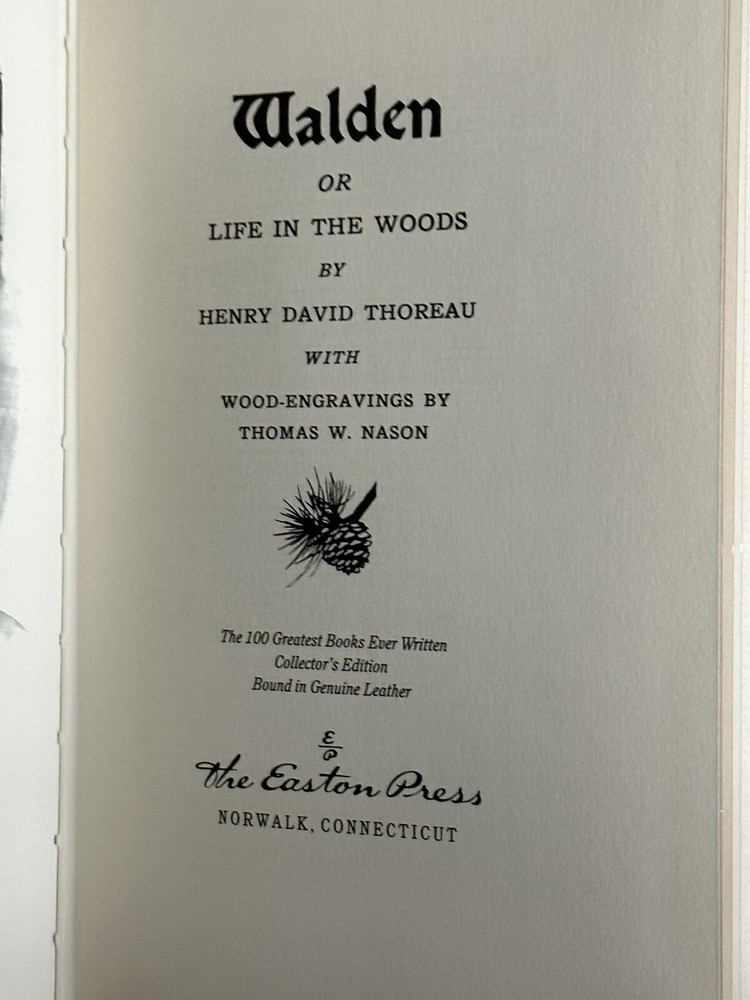 Walden
OR
LIFE IN THE WOODS
BY
HENRY DAVID THOREAU
WITH
WOOD-ENGRAVINGS BY
THOMAS W. NASON
The 100 Greatest Books Ever Written
Collector's Edition
Bound in Genuine Leather
E
P
The Easton Press
NORWALK, CONNECTICUT